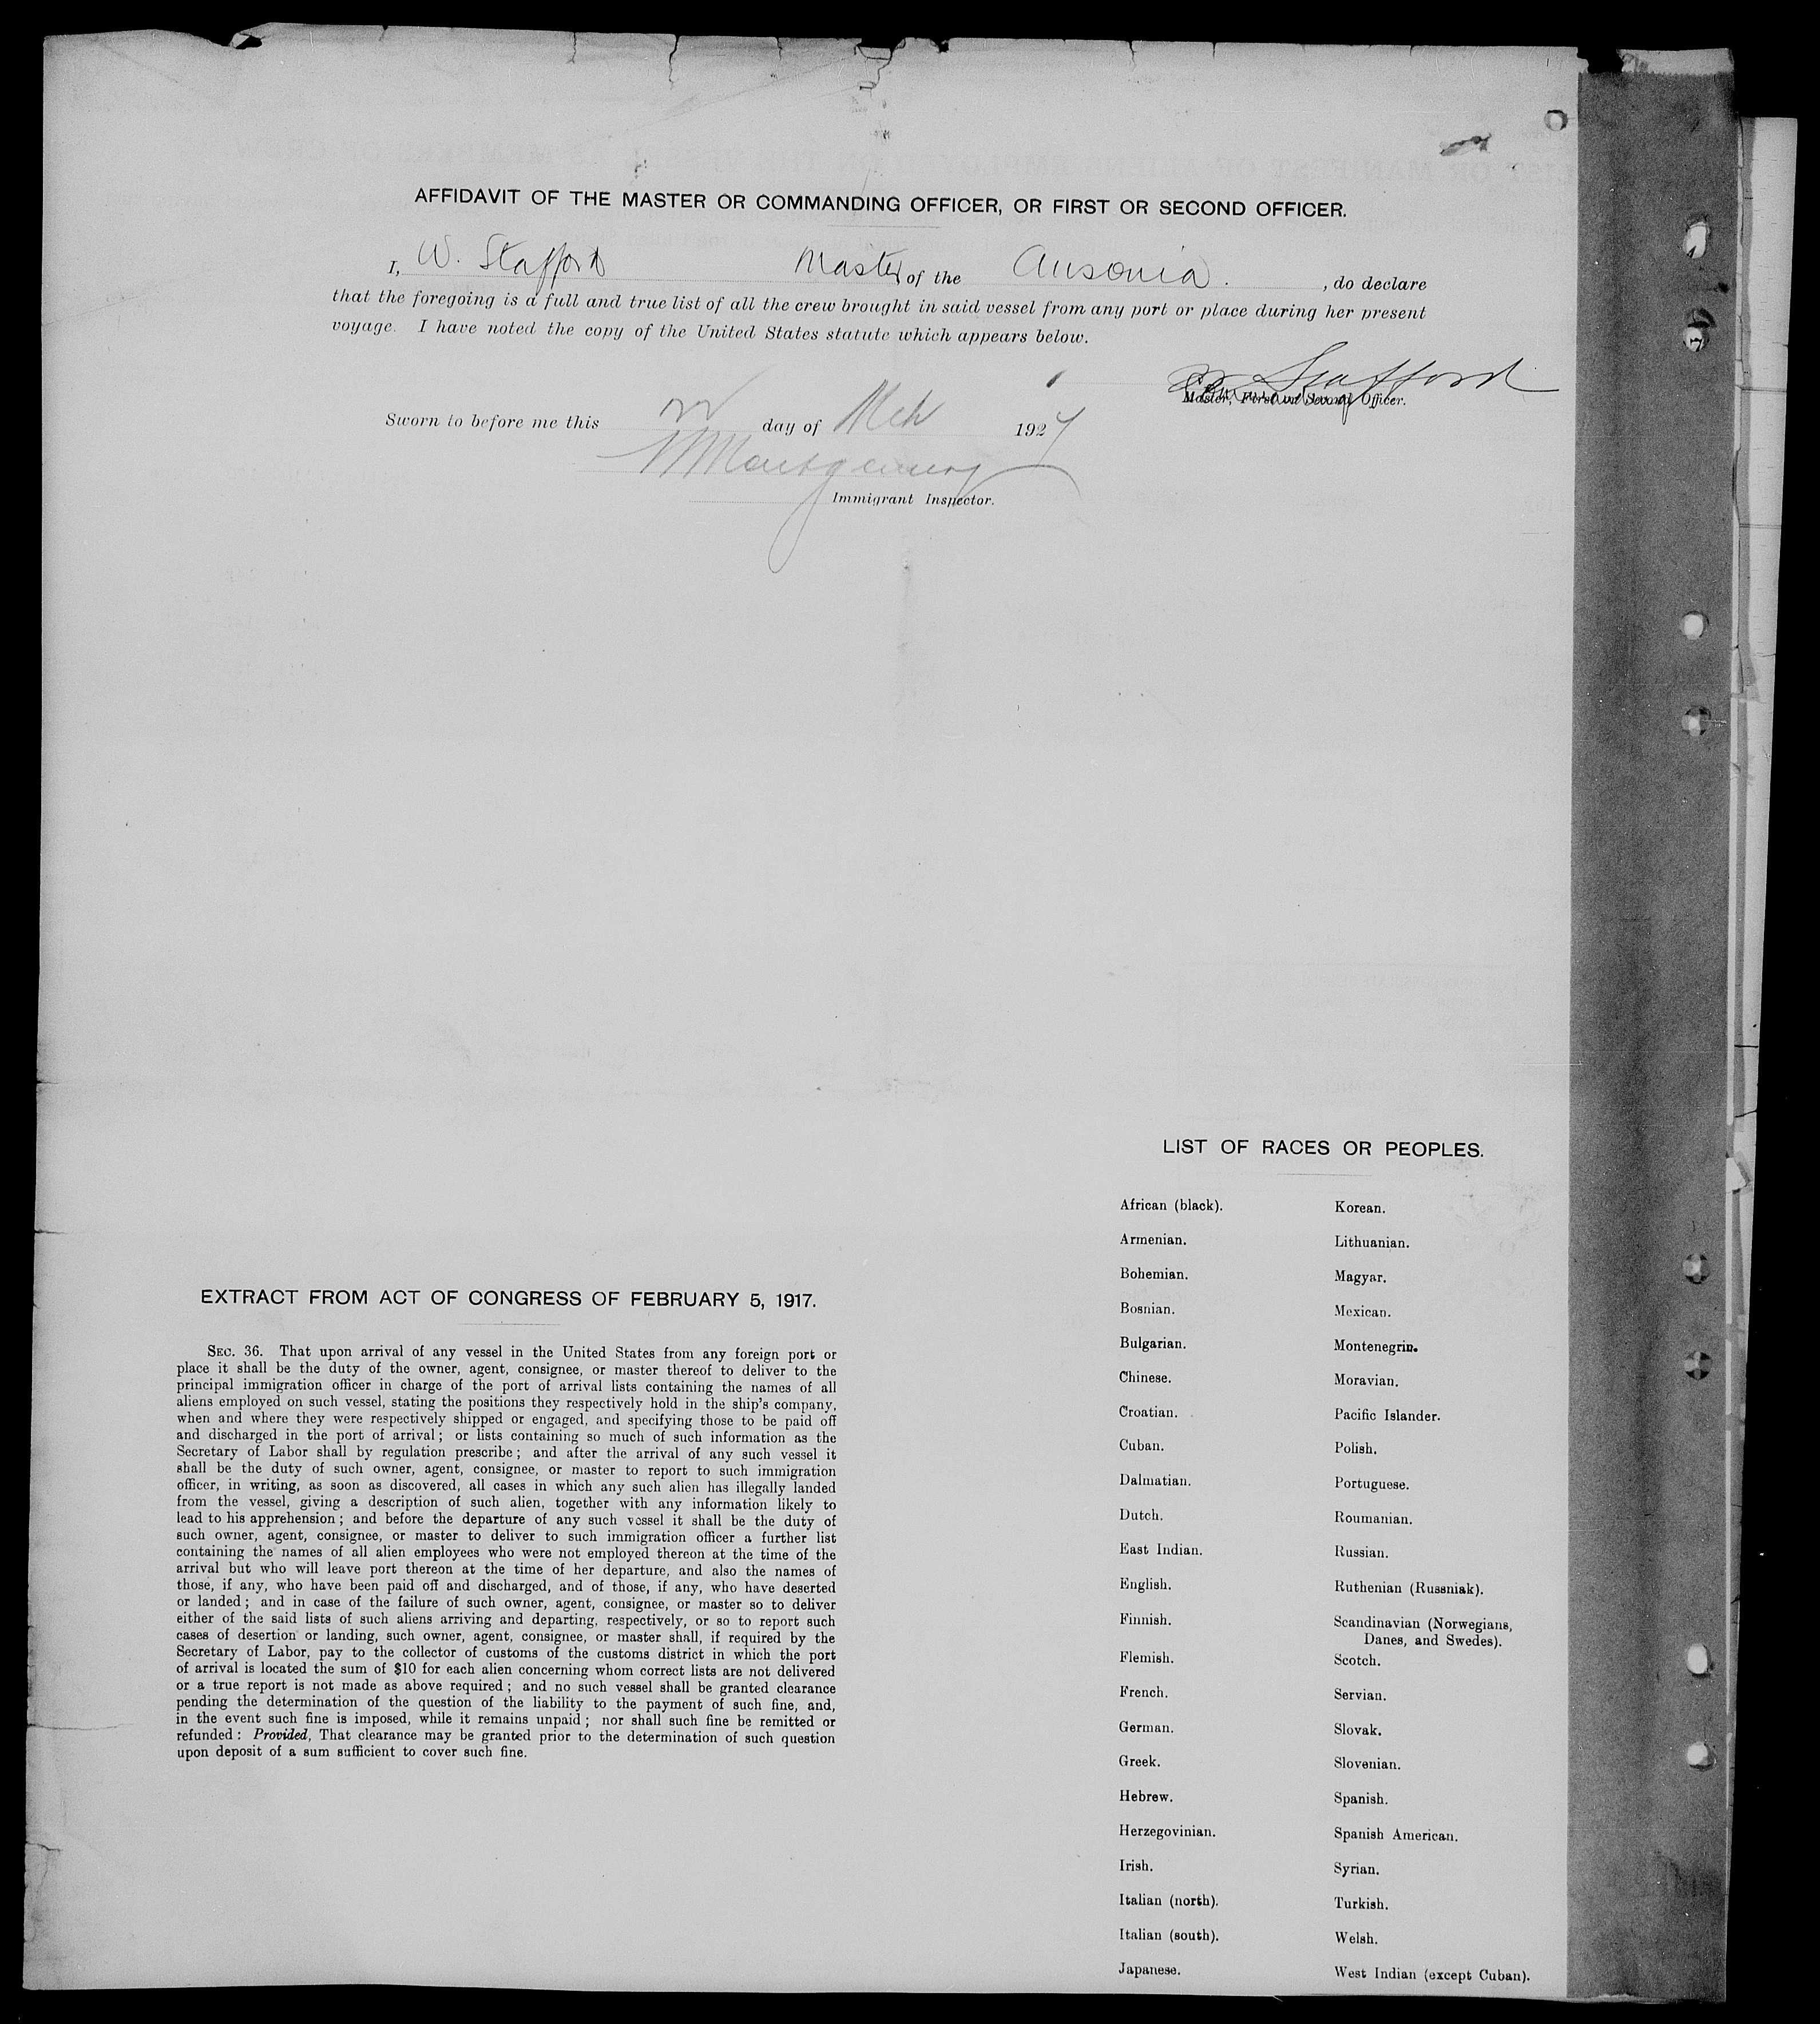 AFFIDAVIT OF THE MASTER OR COMMANDING OFFICER, OR FIRST OR SECOND OFFICER.
I, W. Stafford Master of the Ausonia. , do declare
that the foregoing is a full and true list of all the crew brought in said vessel from any port or place during her present
voyage. I have noted the copy of the United States statute which appears below.
Stafford
Master, First or Second Officer.
Sworn to before me this day of Mch 1927
Montgomery
Immigrant Inspector.
EXTRACT FROM ACT OF CONGRESS OF FEBRUARY 5, 1917.
SEC. 36. That upon arrival of any vessel in the United States from any foreign port or
place it shall be the duty of the owner, agent, consignee, or master thereof to deliver to the
principal immigration officer in charge of the port of arrival lists containing the names of all
aliens employed on such vessel, stating the positions they respectively hold in the ship's company,
when and where they were respectively shipped or engaged, and specifying those to be paid off
and discharged in the port of arrival; or lists containing so much of such information as the
Secretary of Labor shall by regulation prescribe; and after the arrival of any such vessel it
shall be the duty of such owner, agent, consignee, or master to report to such immigration
officer, in writing, as soon as discovered, all cases in which any such alien has illegally landed
from the vessel, giving a description of such alien, together with any information likely to
lead to his apprehension; and before the departure of any such vessel it shall be the duty of
such owner, agent, consignee, or master to deliver to such immigration officer a further list
containing the names of all alien employees who were not employed thereon at the time of the
arrival but who will leave port thereon at the time of her departure, and also the names of
those, if any, who have been paid off and discharged, and of those, if any, who have deserted
or landed; and in case of the failure of such owner, agent, consignee, or master so to deliver
either of the said lists of such aliens arriving and departing, respectively, or so to report such
cases of desertion or landing, such owner, agent, consignee, or master shall, if required by the
Secretary of Labor, pay to the collector of customs of the customs district in which the port
of arrival is located the sum of $10 for each alien concerning whom correct lists are not delivered
or a true report is not made as above required; and no such vessel shall be granted clearance
pending the determination of the question of the liability to the payment of such fine, and,
in the event such fine is imposed, while it remains unpaid; nor shall such fine be remitted or
refunded: Provided, That clearance may be granted prior to the determination of such question
upon deposit of a sum sufficient to cover such fine.
LIST OF RACES OR PEOPLES.
African (black).
Armenian.
Bohemian.
Bosnian.
Bulgarian.
Chinese.
Croatian.
Cuban.
Dalmatian.
Dutch.
East Indian.
English.
Finnish.
Flemish.
French.
German.
Greek.
Hebrew.
Herzegovinian.
Irish.
Italian (north).
Italian (south).
Japanese.
Korean.
Lithuanian.
Magyar.
Mexican.
Montenegrin.
Moravian.
Pacific Islander.
Polish.
Portuguese.
Roumanian.
Russian.
Ruthenian (Russniak).
Scandinavian (Norwegians,
Danes, and Swedes).
Scotch.
Servian.
Slovak.
Slovenian.
Spanish.
Spanish American.
Syrian.
Turkish.
Welsh.
West Indian (except Cuban).